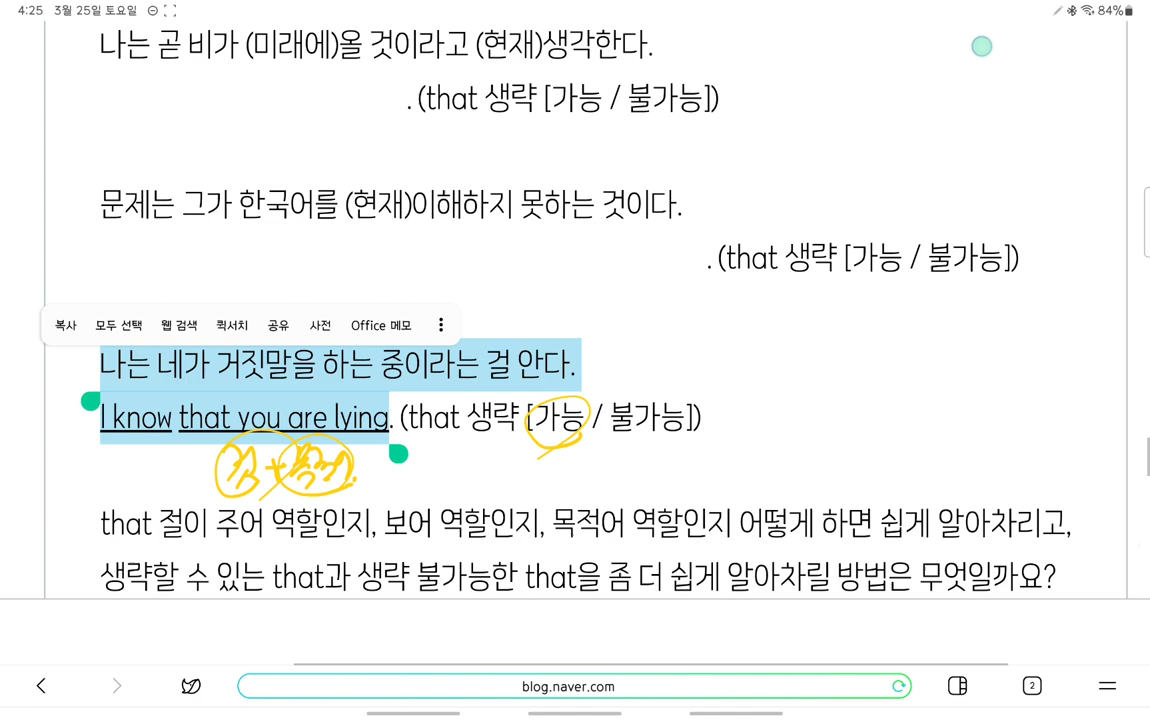 4:25 3월 25일 토요일
84%
나는 곧 비가 (미래에)올 것이라고 (현재)생각한다.
.(that 생략 [가능 / 불가능])
문제는 그가 한국어를 (현재)이해하지 못하는 것이다.
.(that 생략 [가능 / 불가능])
복사 모두 선택 웹 검색 퀵서치 공유 사전 Office 메모
나는 네가 거짓말을 하는 중이라는 걸 안다.
I know that you are lying. (that 생략 [가능 / 불가능])
것 + 목적어
that 절이 주어 역할인지, 보어 역할인지, 목적어 역할인지 어떻게 하면 쉽게 알아차리고,
생략할 수 있는 that과 생략 불가능한 that을 좀 더 쉽게 알아차릴 방법은 무엇일까요?
blog.naver.com
2